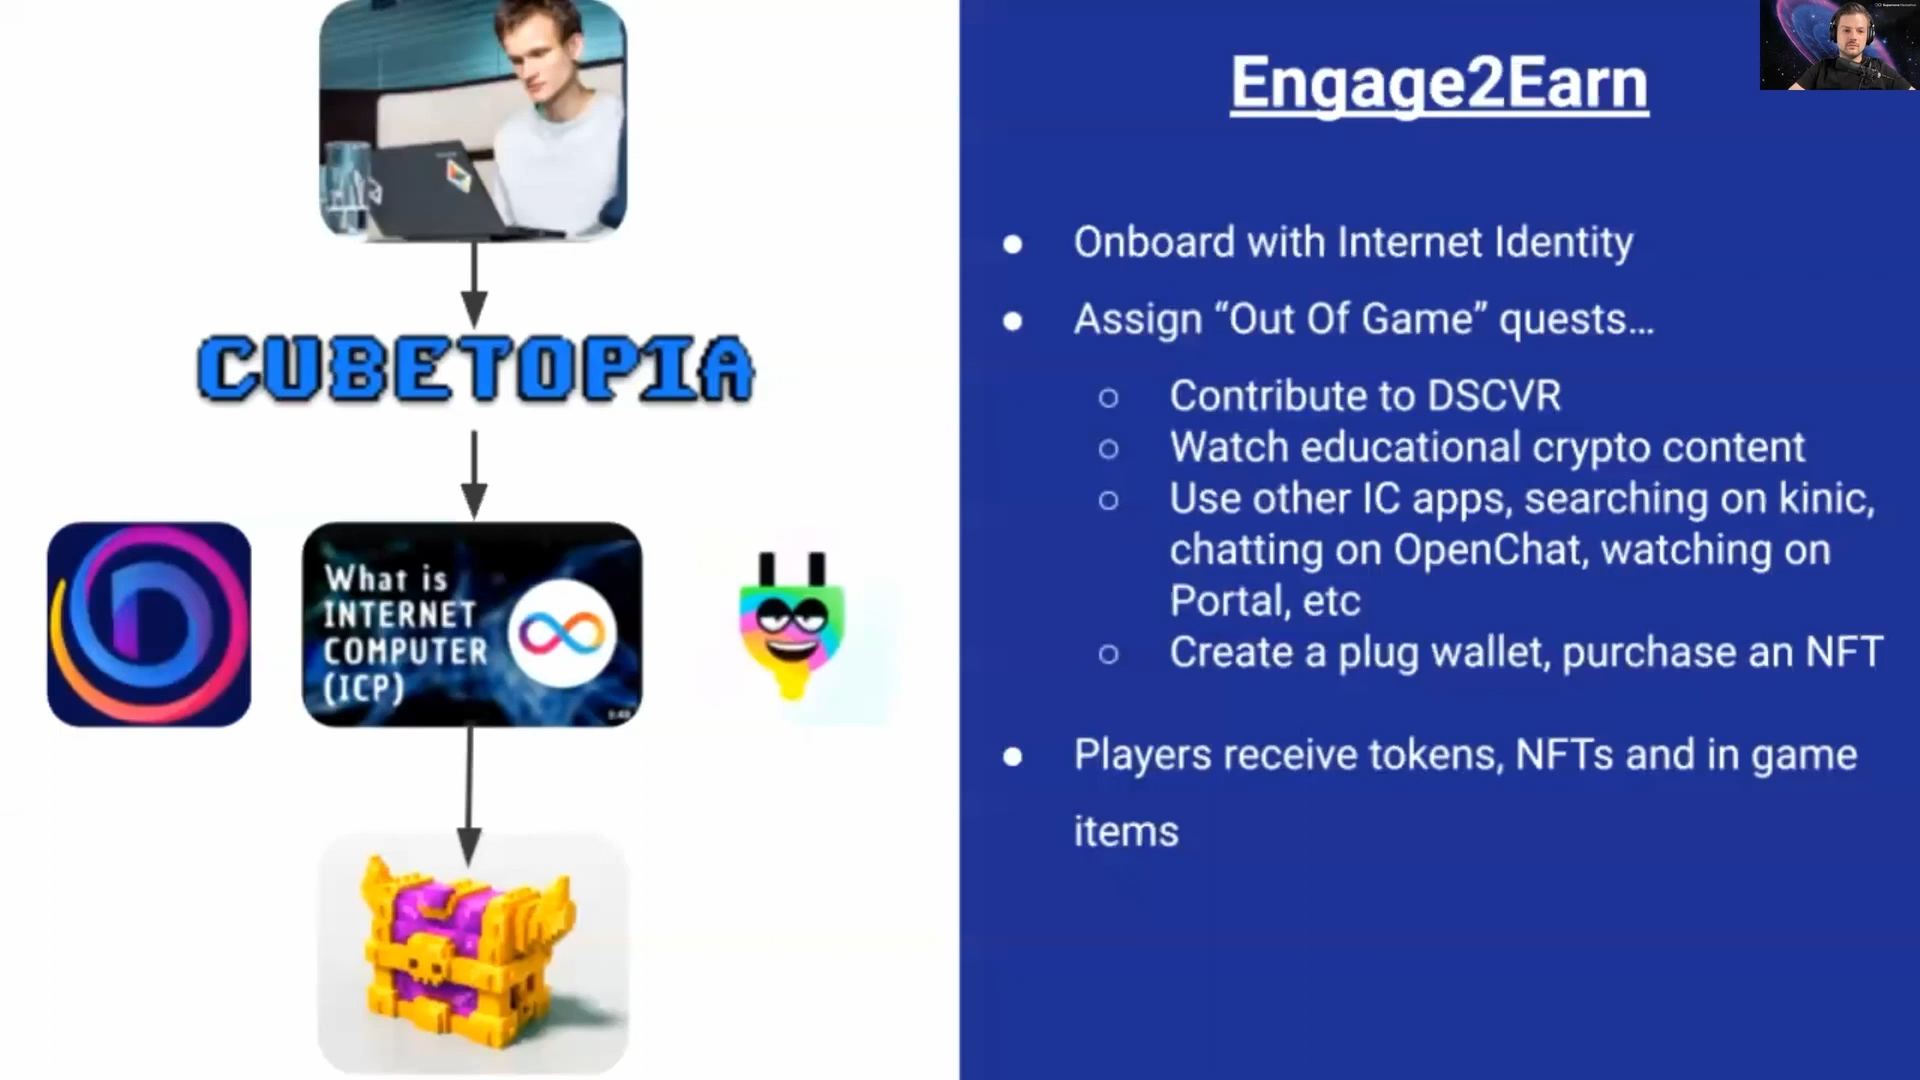 CUBETOPIA
What is
INTERNET
COMPUTER
(ICP)
Engage2Earn
● Onboard with Internet Identity
● Assign “Out Of Game” quests...
○ Contribute to DSCVR
○ Watch educational crypto content
○ Use other IC apps, searching on kinic,
chatting on OpenChat, watching on
Portal, etc
○ Create a plug wallet, purchase an NFT
● Players receive tokens, NFTs and in game
items